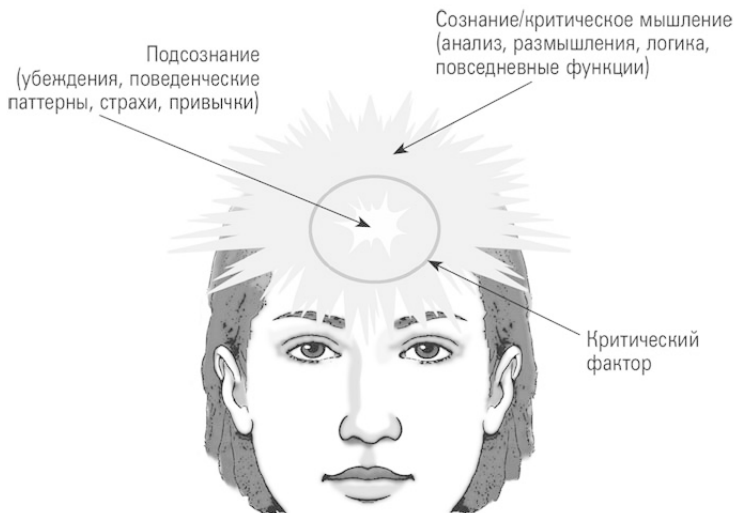 Сознание/критическое мышление
(анализ, размышления, логика,
повседневные функции)
Подсознание
(убеждения, поведенческие
паттерны, страхи, привычки)
Критический
фактор